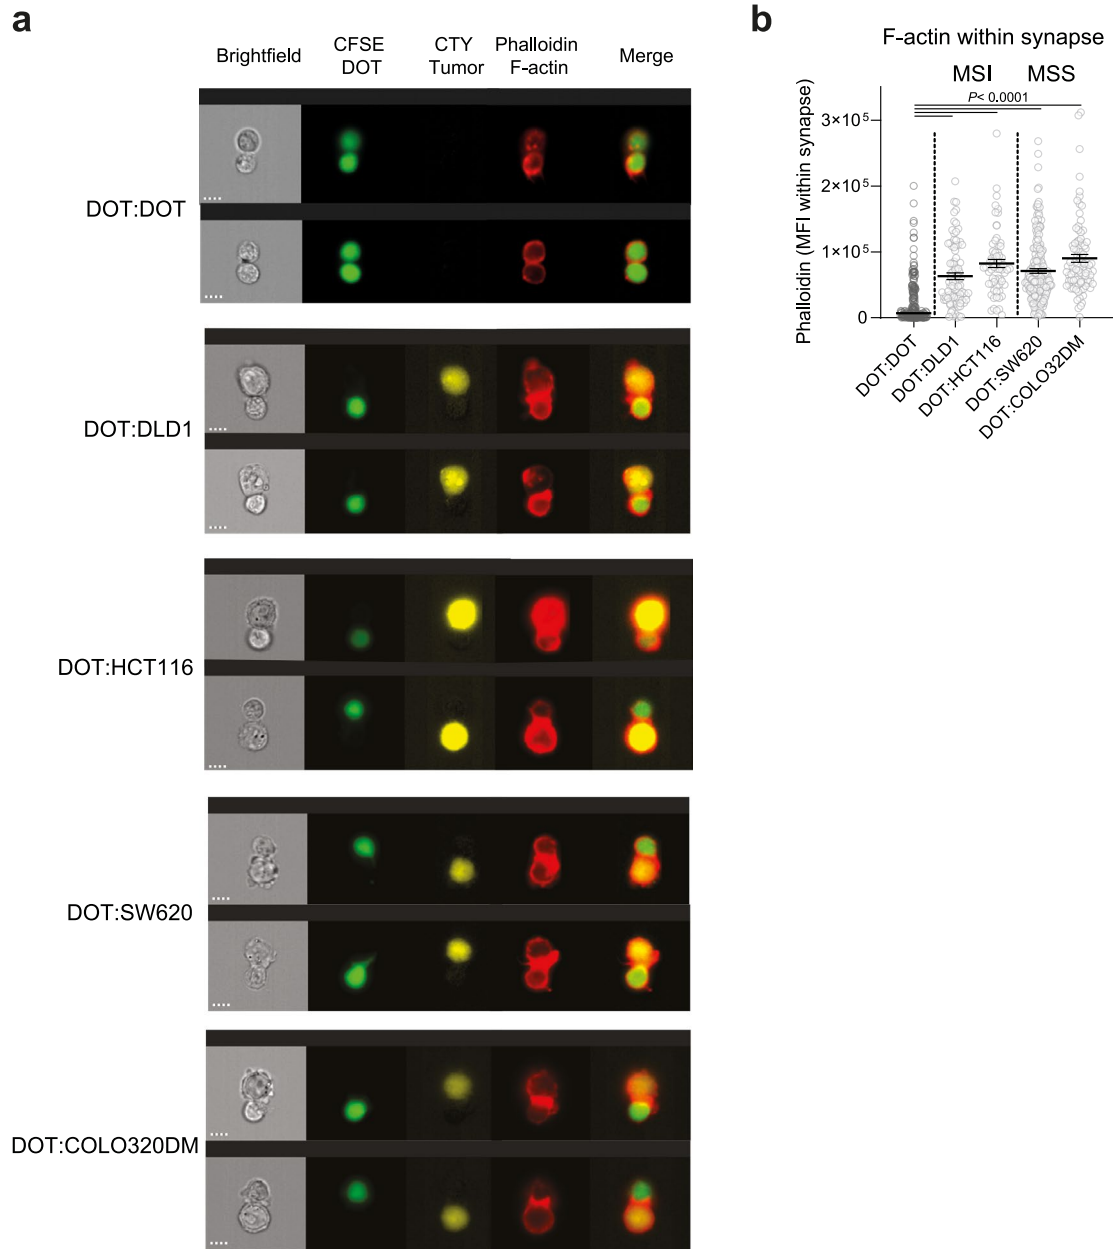 a
Brightfield
CFSE
DOT
CTY
Tumor
Phalloidin
F-actin
Merge
DOT:DOT
DOT:DLD1
DOT:HCT116
DOT:SW620
DOT:COLO320DM
b
F-actin within synapse
MSI
MSS
P< 0.0001
Phalloidin (MFI within synapse)
3×10⁵
2×10⁵
1×10⁵
0
DOT:DOT
DOT:DLD1
DOT:HCT116
DOT:SW620
DOT:COLO32DM